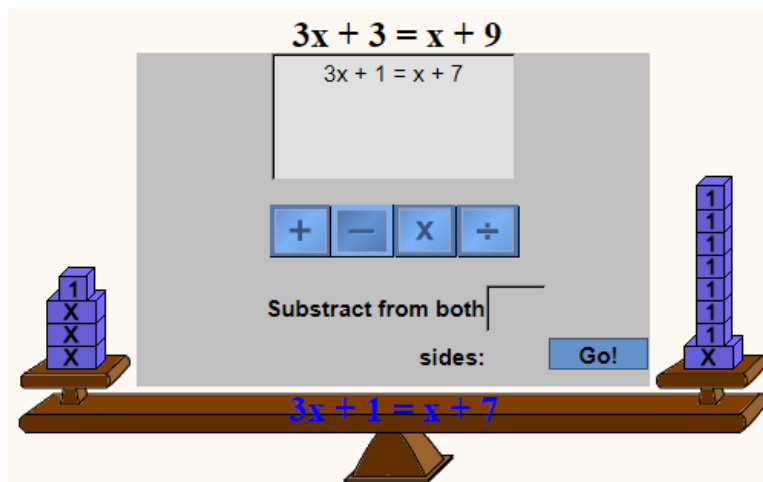 3x + 3 = x + 9
3x + 1 = x + 7
+ — x ÷
Substract from both
sides:
Go!
1
X
X
X
1
1
1
1
1
1
1
X
3x + 1 = x + 7